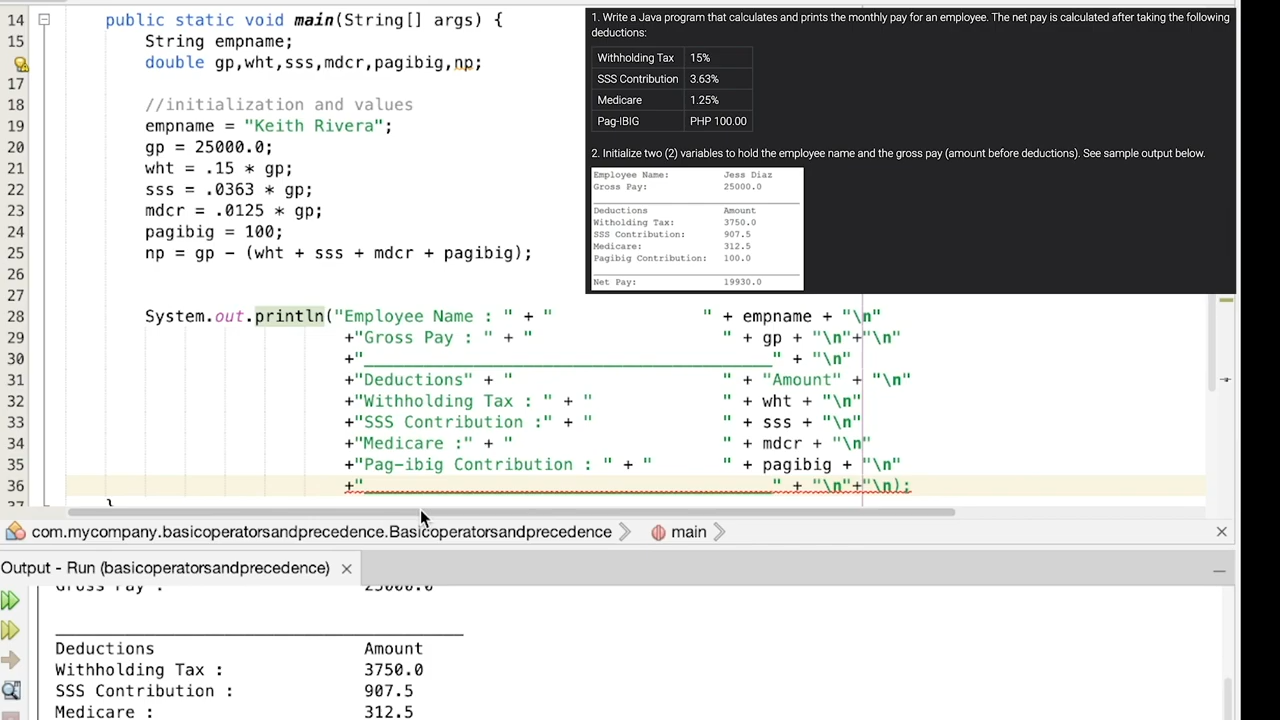 14 public static void main(String[] args) {
15 String empname;
double gp,wht,sss,mdcr,pagibig,np;
17
18 //initialization and values
19 empname = "Keith Rivera";
20 gp = 25000.0;
21 wht = .15 * gp;
22 sss = .0363 * gp;
23 mdcr = .0125 * gp;
24 pagibig = 100;
25 np = gp - (wht + sss + mdcr + pagibig);
26
27
28 System.out.println("Employee Name : " + "                " + empname + "\n"
29 +"Gross Pay : " + "                    " + gp + "\n"+"\n"
30 +"__________________________________________" + "\n"
31 +"Deductions" + "                      " + "Amount" + "\n"
32 +"Withholding Tax : " + "              " + wht + "\n"
33 +"SSS Contribution :" + "              " + sss + "\n"
34 +"Medicare :" + "                      " + mdcr + "\n"
35 +"Pag-ibig Contribution : " + "        " + pagibig + "\n"
36 +"__________________________________________" + "\n"+"\n);
37 }
1. Write a Java program that calculates and prints the monthly pay for an employee. The net pay is calculated after taking the following
deductions:
Withholding Tax 15%
SSS Contribution 3.63%
Medicare 1.25%
Pag-IBIG PHP 100.00
2. Initialize two (2) variables to hold the employee name and the gross pay (amount before deductions). See sample output below.
Employee Name: Jess Diaz
Gross Pay: 25000.0
Deductions Amount
Witholding Tax: 3750.0
SSS Contribution: 907.5
Medicare: 312.5
Pagibig Contribution: 100.0
Net Pay: 19930.0
com.mycompany.basicoperatorsandprecedence.Basicoperatorsandprecedence
main
Output - Run (basicoperatorsandprecedence)
Gross Pay : 25000.0
__________________________________________
Deductions Amount
Withholding Tax : 3750.0
SSS Contribution : 907.5
Medicare : 312.5